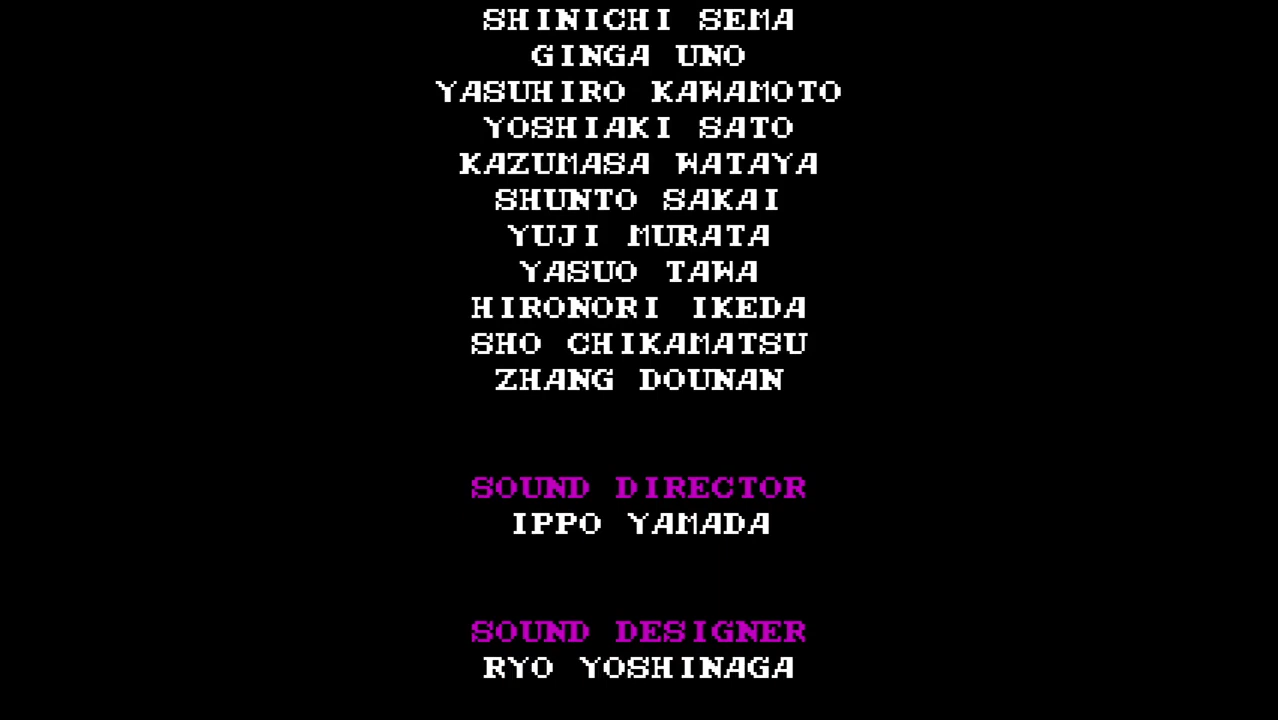 SHINICHI SEMA
GINGA UNO
YASUHIRO KAWAMOTO
YOSHIAKI SATO
KAZUMASA WATAYA
SHUNTO SAKAI
YUJI MURATA
YASUO TAWA
HIRONORI IKEDA
SHO CHIKAMATSU
ZHANG DOUNAN
SOUND DIRECTOR
IPPO YAMADA
SOUND DESIGNER
RYO YOSHINAGA